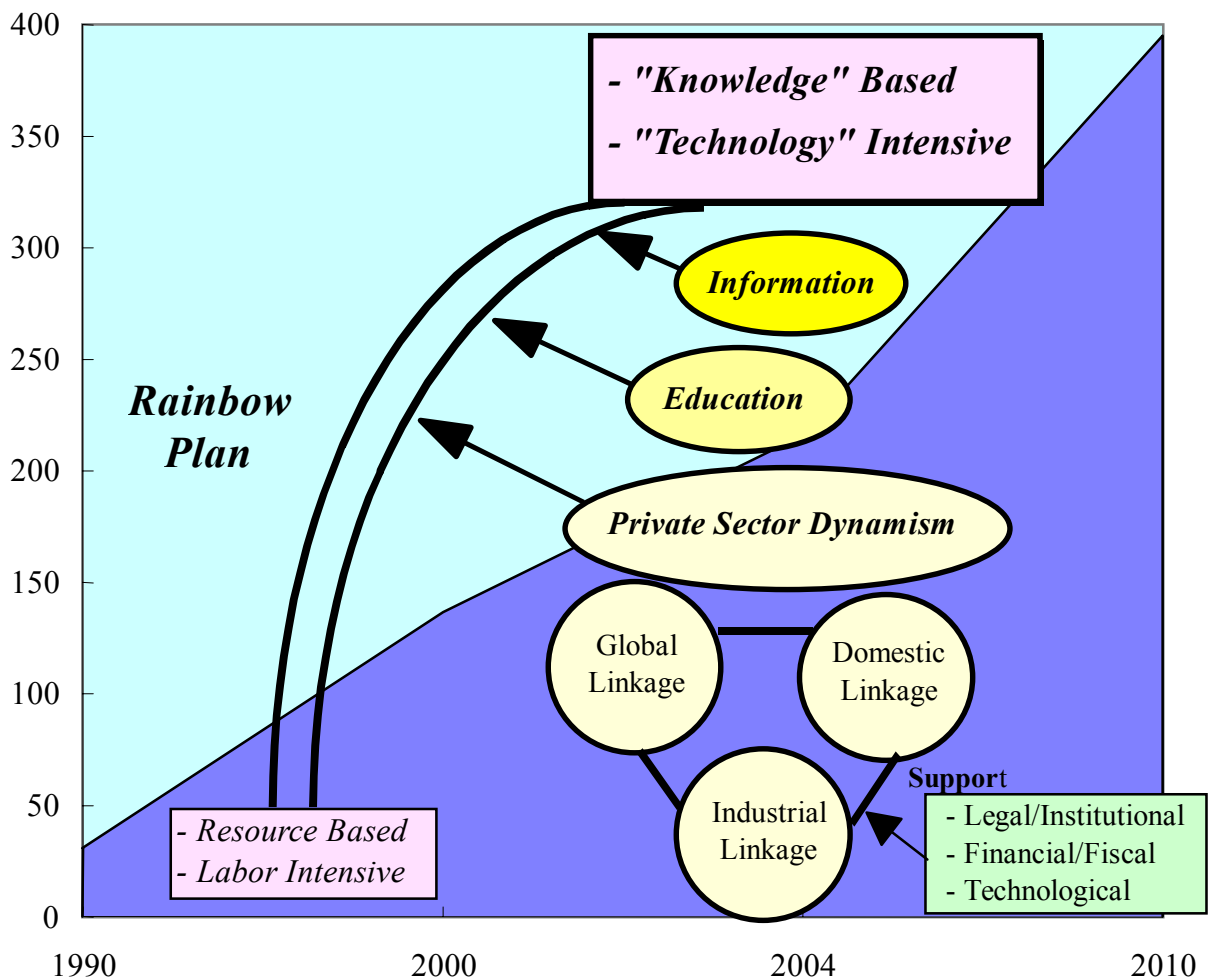 400
350
300
250
200
150
100
50
0
- "Knowledge" Based
- "Technology" Intensive
Information
Education
Rainbow
Plan
Private Sector Dynamism
Global
Linkage
Domestic
Linkage
Industrial
Linkage
Support
- Legal/Institutional
- Financial/Fiscal
- Technological
- Resource Based
- Labor Intensive
1990
2000
2004
2010